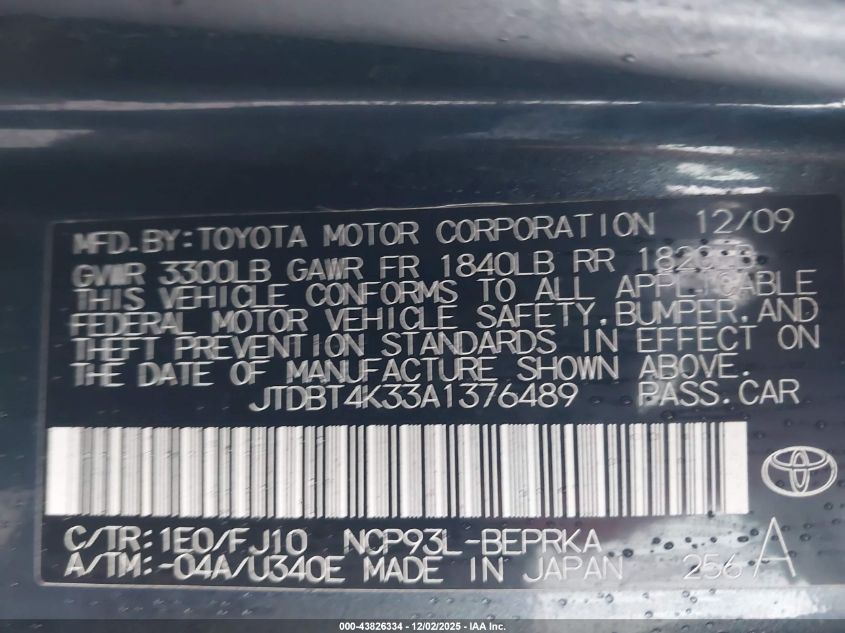 MFD.BY:TOYOTA MOTOR CORPORATION 12/09
GVWR 3300LB GAWR FR 1840LB RR
THIS VEHICLE CONFORMS TO ALL APPLICABLE
FEDERAL MOTOR VEHICLE SAFETY,BUMPER,AND
THEFT PREVENTION STANDARDS IN EFFECT ON
THE DATE OF MANUFACTURE SHOWN ABOVE.
JTDBT4K33A1376489 PASS.CAR
C/TR:1E0/FJ10 NCP93L-BEPRKA
A/TM:-04A/U340E MADE IN JAPAN 256 A
000-43826334 - 12/02/2025 - IAA Inc.